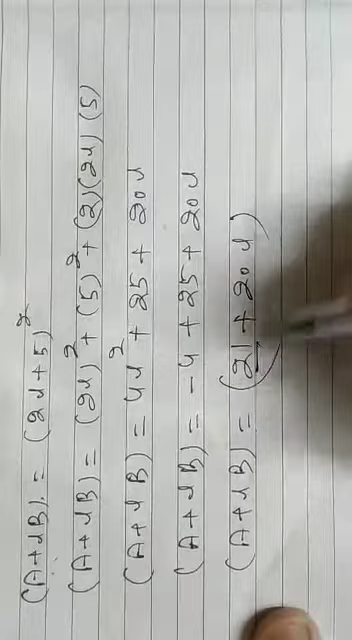 (A+iB) = (2i+5)²
(A+iB) = (2i)² + (5)² + (2)(2i)(5)
(A+iB) = 4i² + 25 + 20i
(A+iB) = -4 + 25 + 20i
(A+iB) = (21 + 20i)